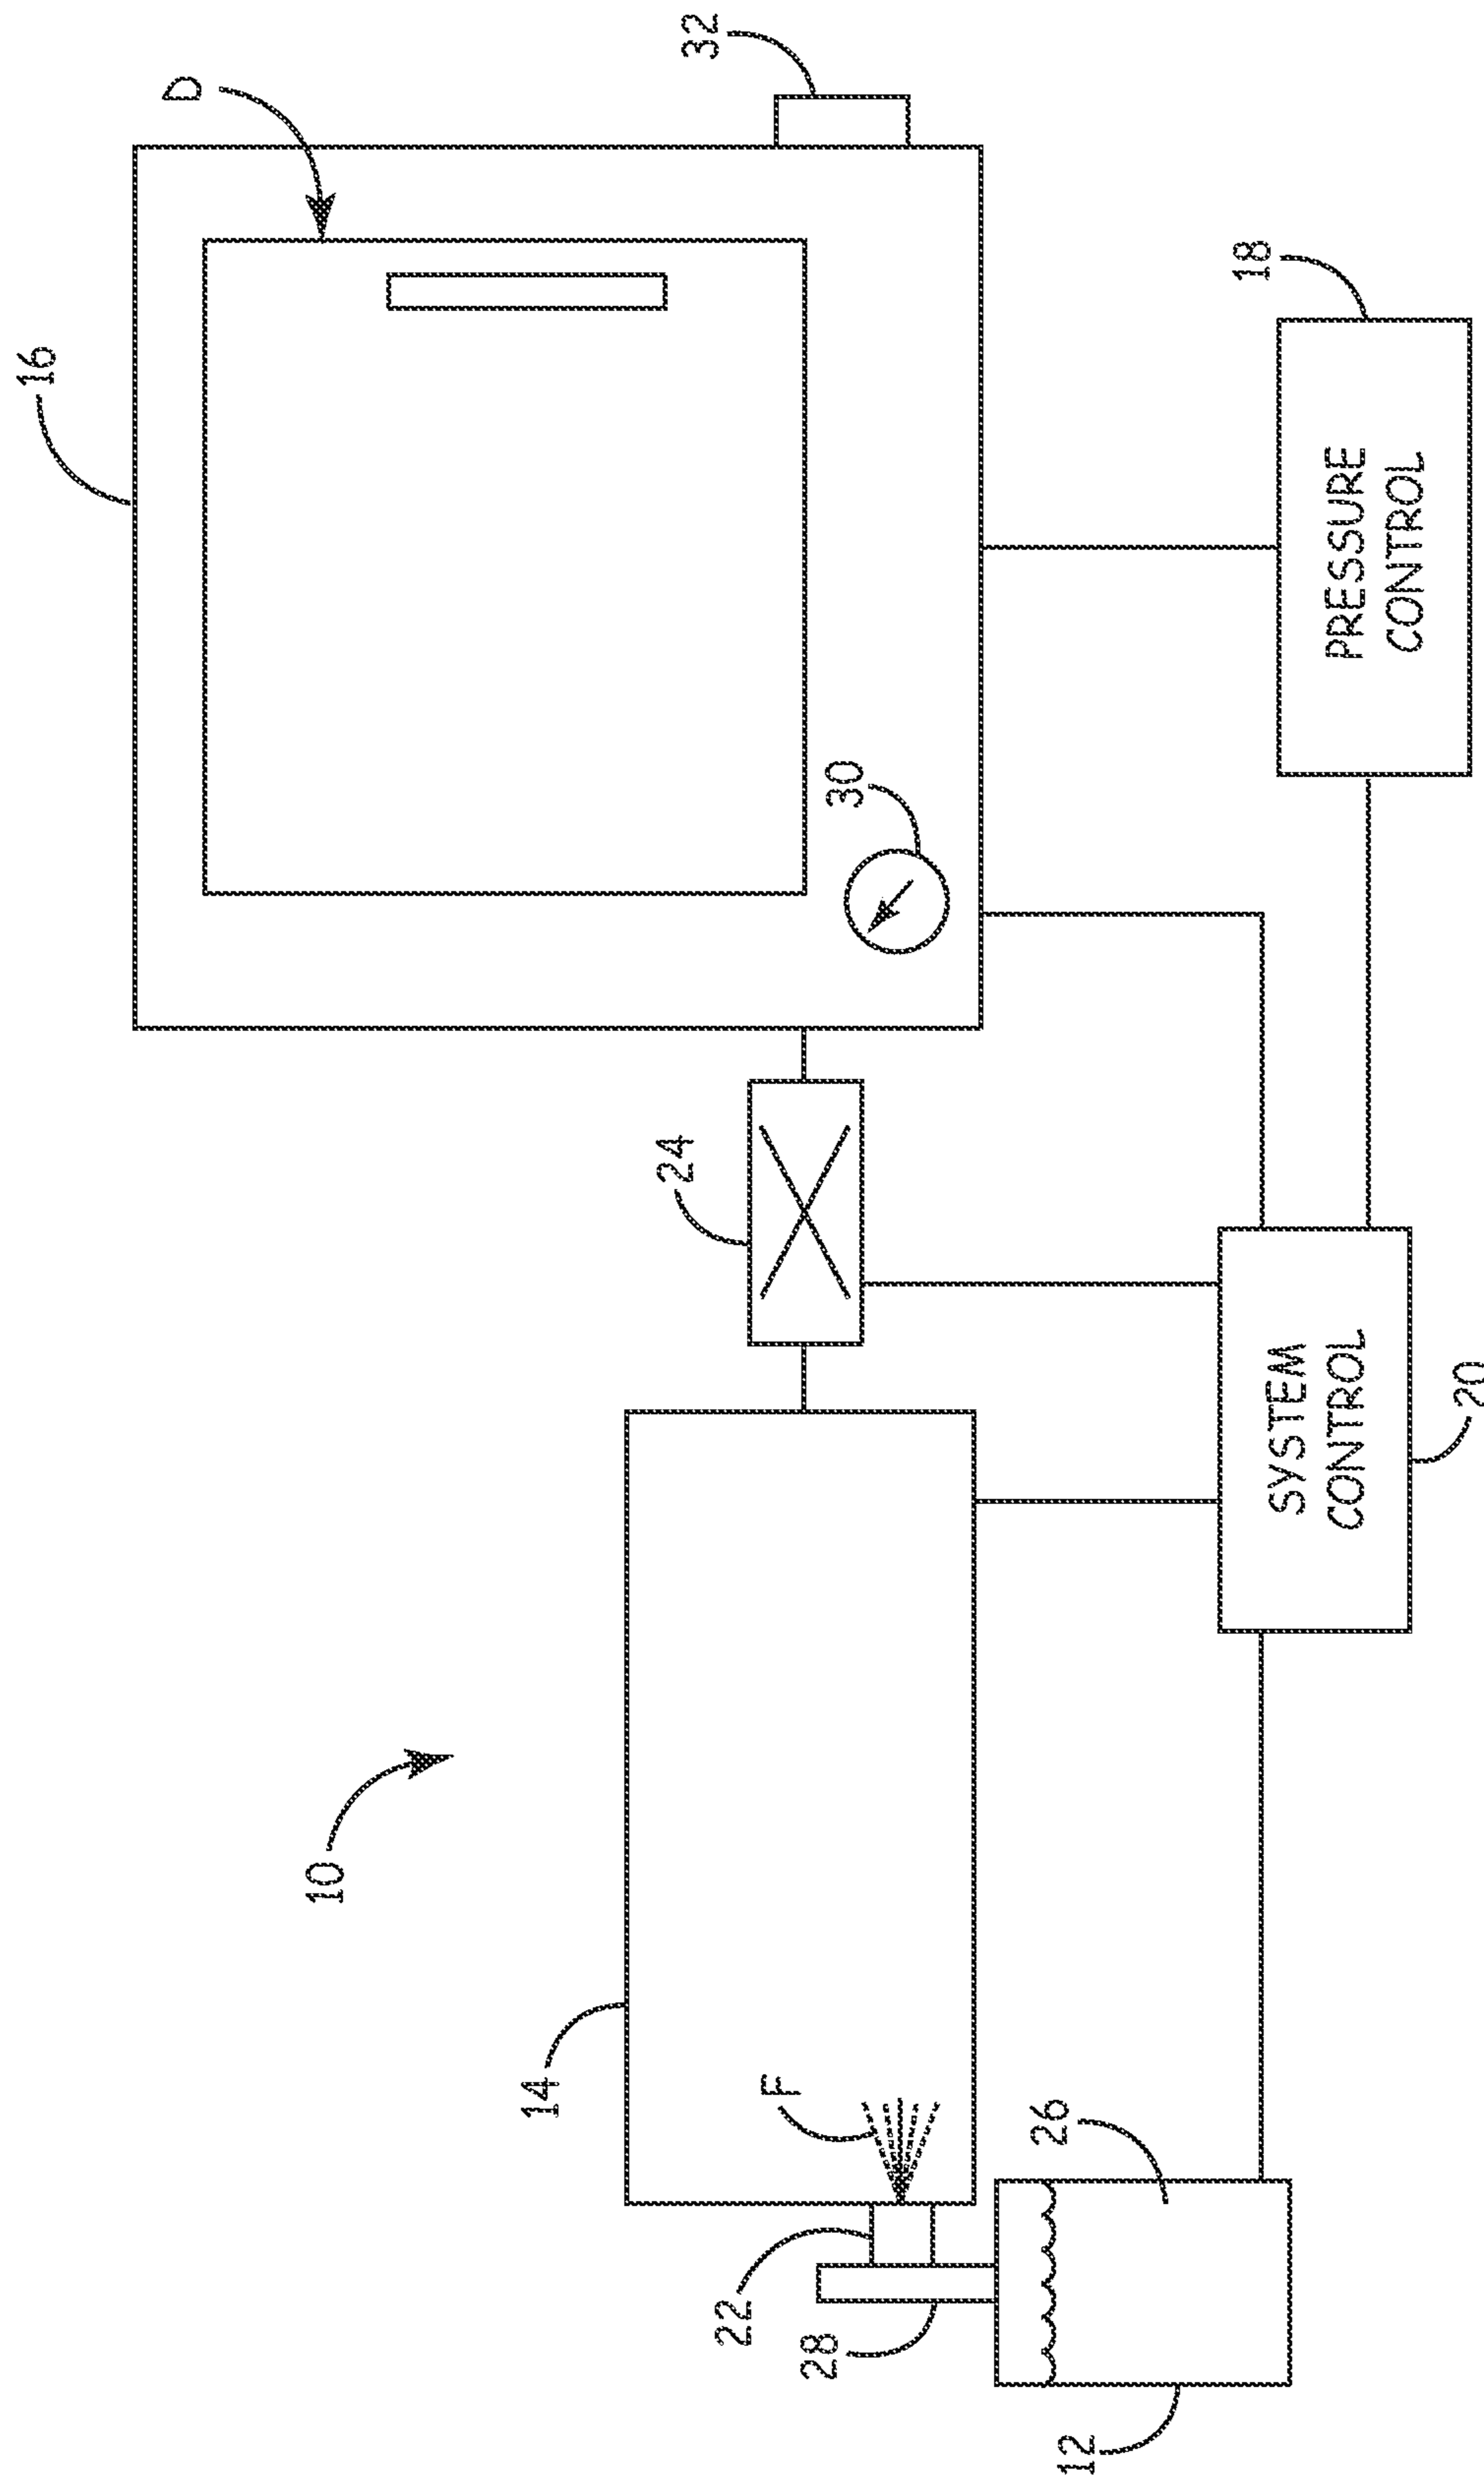 10
16
D
32
14
24
30
F
22
28
26
12
18
SYSTEM
CONTROL
20
PRESSURE
CONTROL